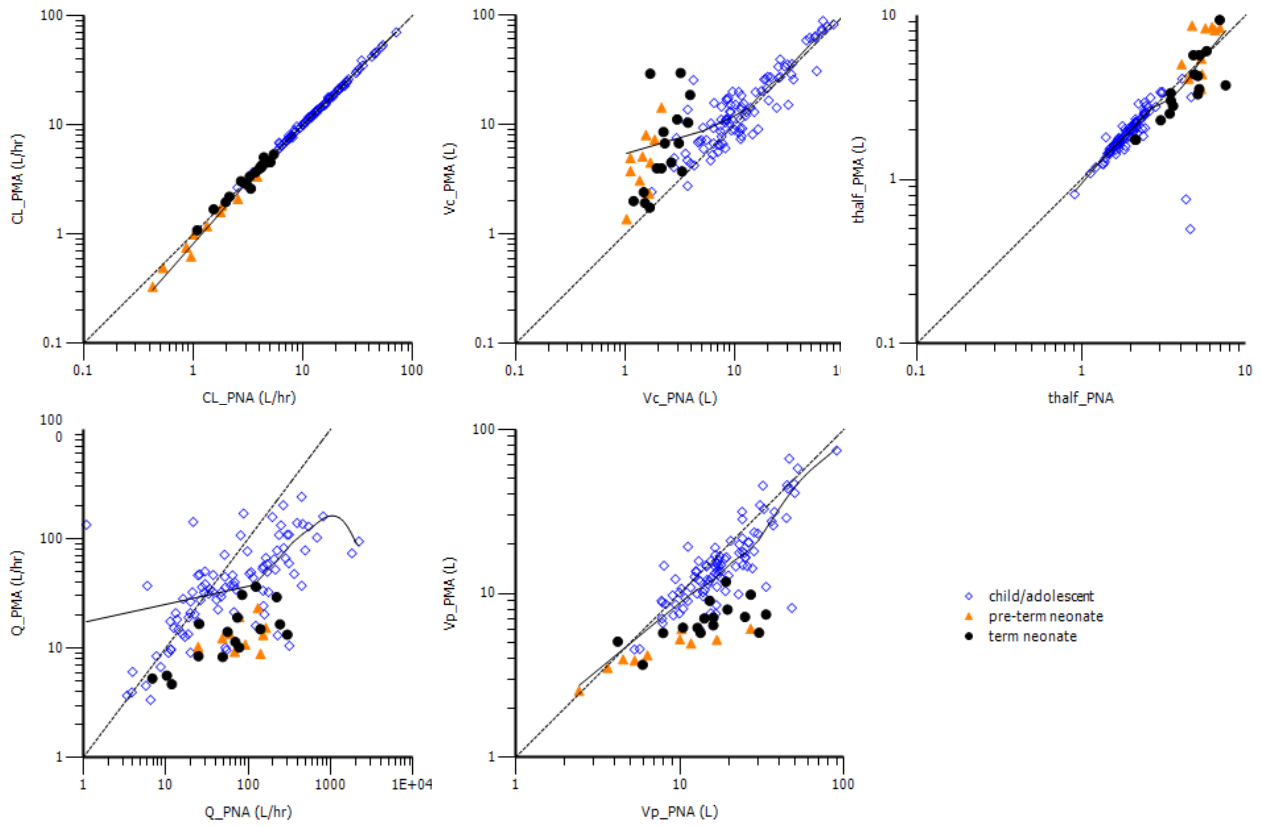 100
10
1
0.1
CL_PMA (L/hr)
0.1
1
10
100
CL_PNA (L/hr)
100
10
1
0.1
Vc_PMA (L)
0.1
1
10
Vc_PNA (L)
10
1
0.1
thalf_PMA (L)
0.1
1
10
thalf_PNA
100
0
100
10
1
Q_PMA (L/hr)
1
10
100
1000
1E+04
Q_PNA (L/hr)
100
10
1
Vp_PMA (L)
1
10
100
Vp_PNA (L)
child/adolescent
pre-term neonate
term neonate